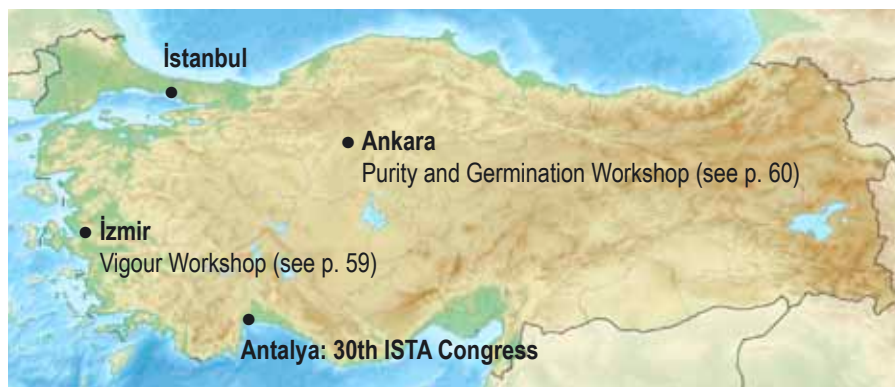 İstanbul
Ankara
Purity and Germination Workshop (see p. 60)
İzmir
Vigour Workshop (see p. 59)
Antalya: 30th ISTA Congress